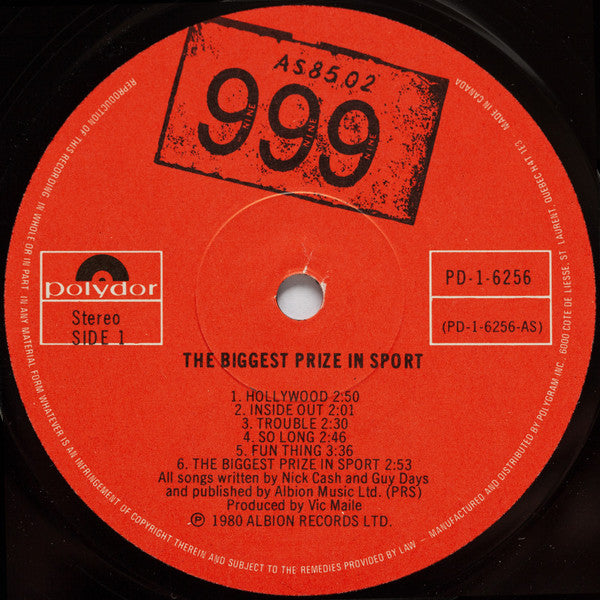 AS 85 02
999
NINE NINE NINE
polydor
Stereo
SIDE 1
PD-1-6256
(PD-1-6256-AS)
THE BIGGEST PRIZE IN SPORT
1. HOLLYWOOD 2:50
2. INSIDE OUT 2:01
3. TROUBLE 2:30
4. SO LONG 2:46
5. FUN THING 3:36
6. THE BIGGEST PRIZE IN SPORT 2:53
All songs written by Nick Cash and Guy Days
and published by Albion Music Ltd. (PRS)
Produced by Vic Maile
℗ 1980 ALBION RECORDS LTD.
REPRODUCTION OF THIS RECORDING IN WHOLE OR IN PART IN ANY MATERIAL FORM WHATEVER IS AN INFRINGEMENT OF COPYRIGHT THEREIN AND SUBJECT TO THE REMEDIES PROVIDED BY LAW – MANUFACTURED AND DISTRIBUTED BY POLYGRAM INC. 6000 COTE DE LIESSE, ST. LAURENT, QUEBEC H4T 1E3 MADE IN CANADA